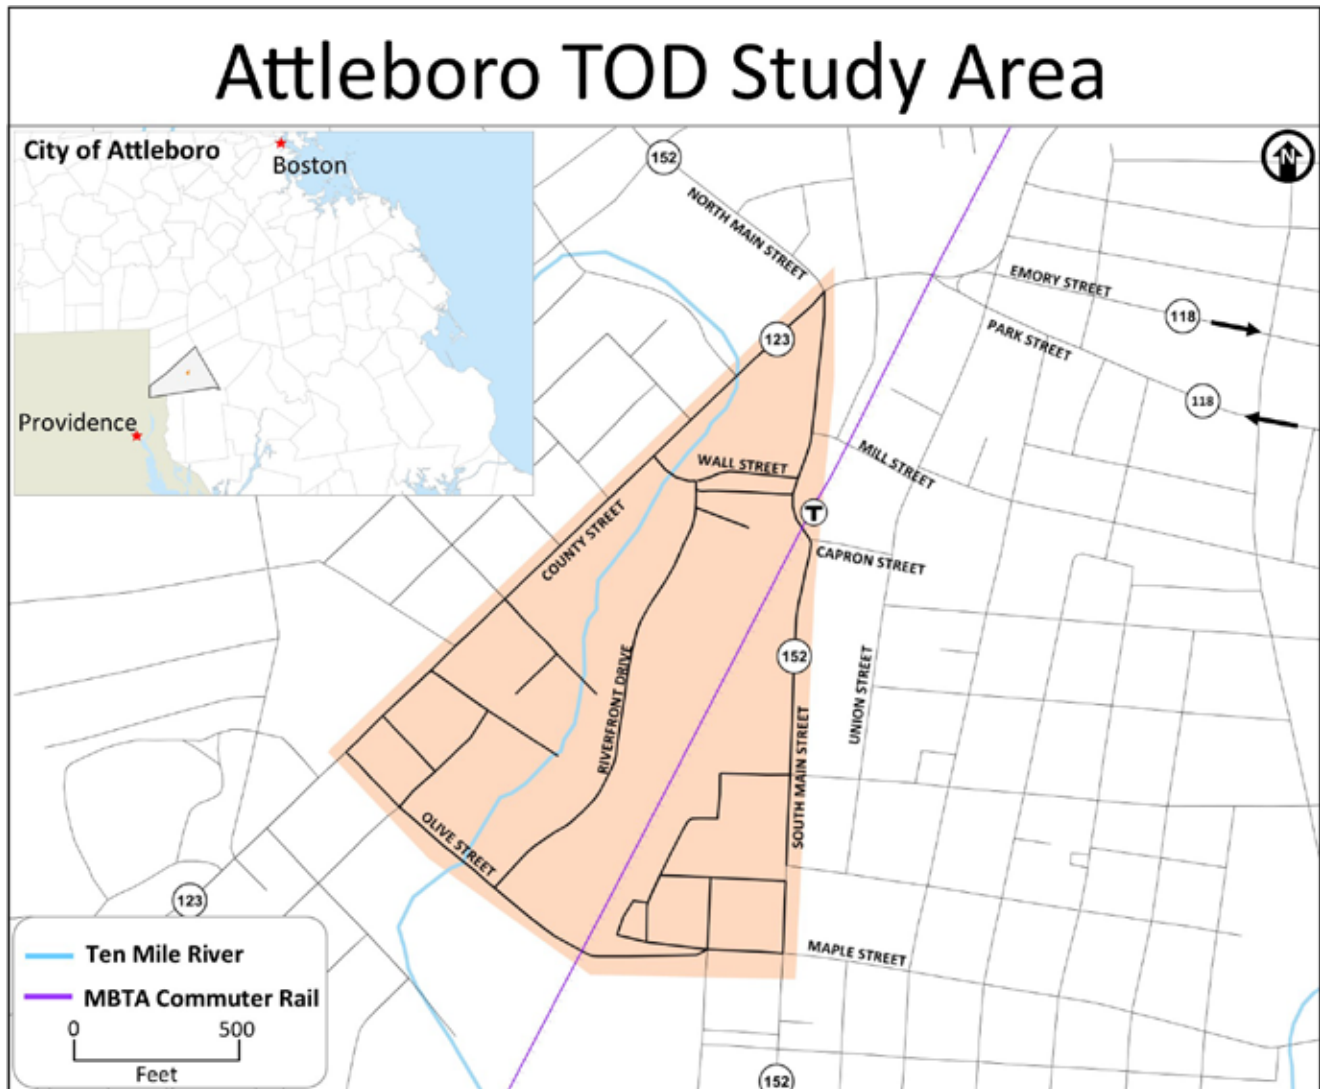 Attleboro TOD Study Area
City of Attleboro
Boston
Providence
N
152
NORTH MAIN STREET
EMORY STREET
118
PARK STREET
118
123
WALL STREET
MILL STREET
T
COUNTY STREET
CAPRON STREET
152
RIVERFRONT DRIVE
UNION STREET
SOUTH MAIN STREET
OLIVE STREET
123
MAPLE STREET
152
Ten Mile River
MBTA Commuter Rail
0 500
Feet